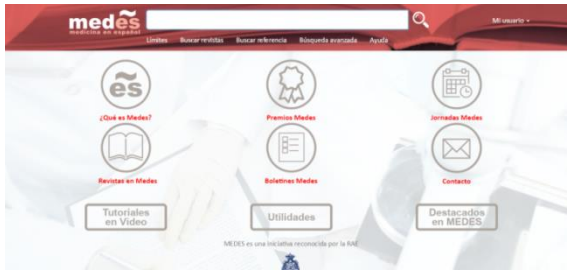 medes
medicina en español
Mi usuario
Límites Buscar revistas Buscar referencia Búsqueda avanzada Ayuda
es
¿Qué es Medes? Premios Medes Jornadas Medes
Revistas en Medes Boletines Medes Contacto
Tutoriales
en Video
Utilidades
Destacados
en MEDES
MEDES es una iniciativa reconocida por la RAE